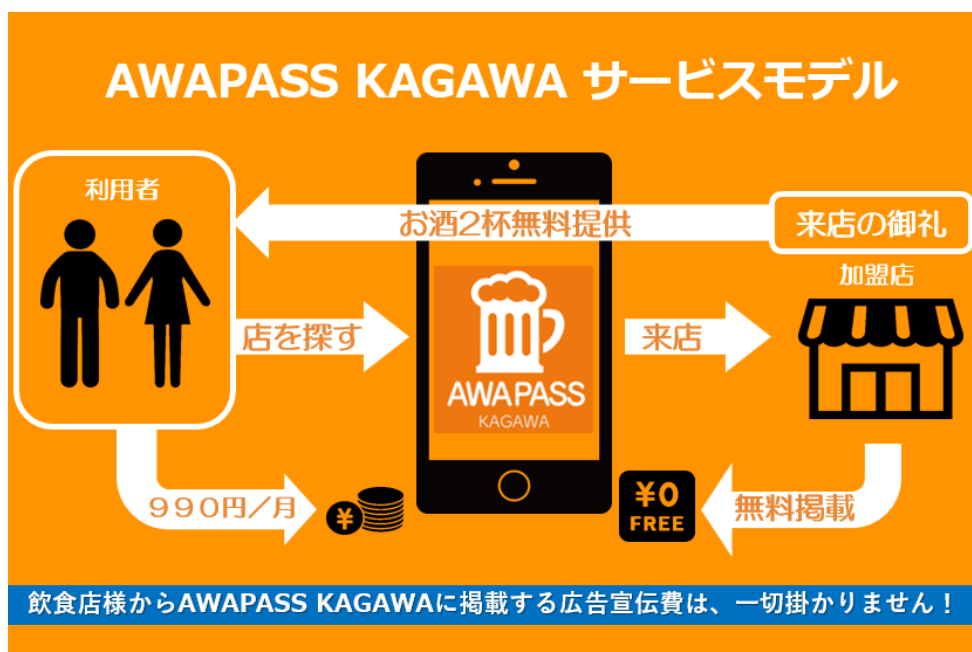 AWAPASS KAGAWA サービスモデル
利用者
お酒2杯無料提供
来店の御礼
加盟店
店を探す
来店
AWAPASS
KAGAWA
990円/月
¥
¥0
FREE
無料掲載
飲食店様からAWAPASS KAGAWAに掲載する広告宣伝費は、一切掛かりません!